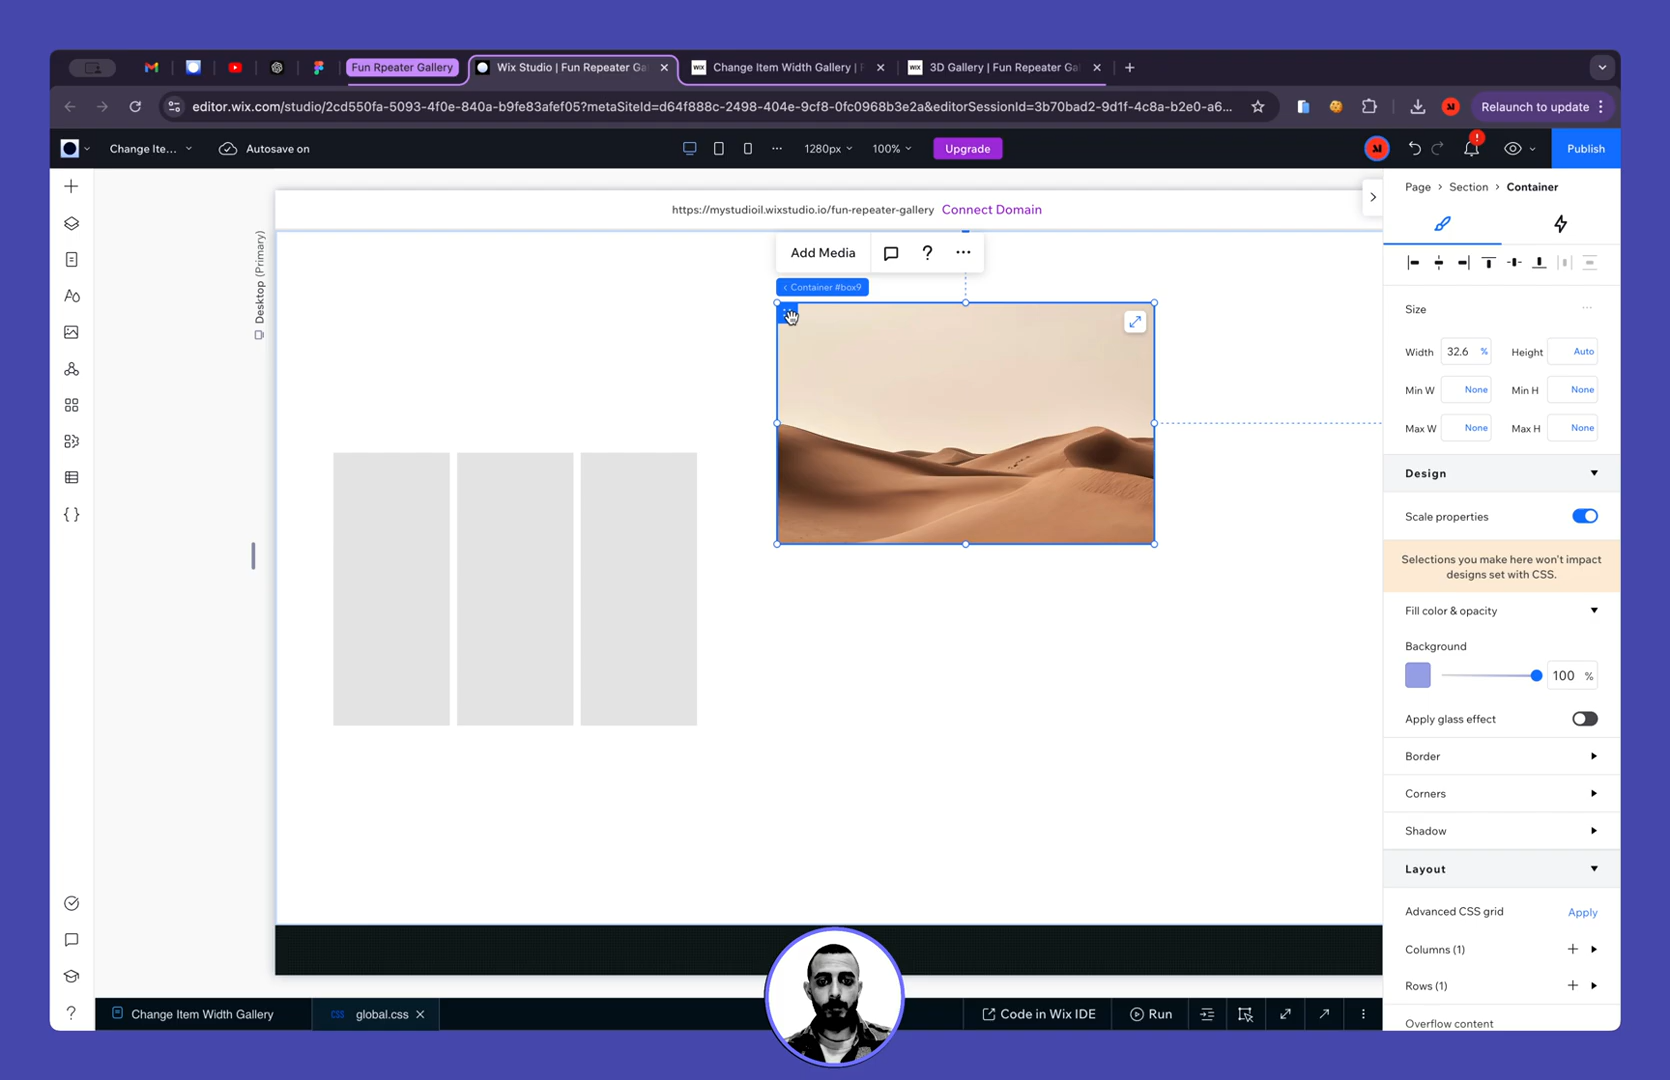 Fun Rpeater Gallery
Wix Studio | Fun Repeater Ga
WIX Change Item Width Gallery |
WIX 3D Gallery | Fun Repeater Ga
editor.wix.com/studio/2cd550fa-5093-4f0e-840a-b9fe83afef05?metaSiteId=d64f888c-2498-404e-9cf8-0fc0968b3e2a&editorSessionId=3b70bad2-9d1f-4c8a-b2e0-a6...
Relaunch to update
Change Ite...
Autosave on
1280px
100%
Upgrade
Publish
https://mystudioil.wixstudio.io/fun-repeater-gallery Connect Domain
Desktop (Primary)
Add Media
?
Container #box9
Page > Section > Container
Size
Width 32.6 % Height Auto
Min W None Min H None
Max W None Max H None
Design
Scale properties
Selections you make here won't impact
designs set with CSS.
Fill color & opacity
Background
100 %
Apply glass effect
Border
Corners
Shadow
Layout
Advanced CSS grid Apply
Columns (1)
Rows (1)
Overflow content
{ }
?
Change Item Width Gallery
CSS global.css
Code in Wix IDE
Run